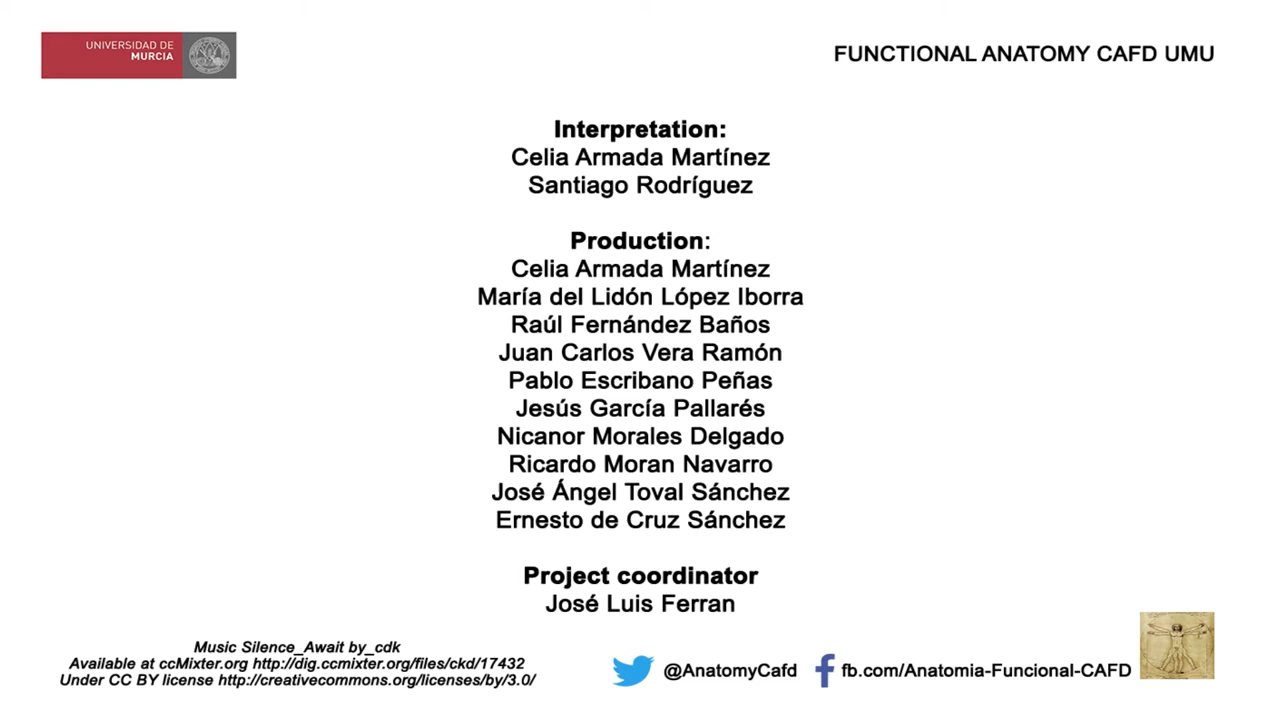 UNIVERSIDAD DE
MURCIA
FUNCTIONAL ANATOMY CAFD UMU
Interpretation:
Celia Armada Martínez
Santiago Rodríguez
Production:
Celia Armada Martínez
María del Lidón López Iborra
Raúl Fernández Baños
Juan Carlos Vera Ramón
Pablo Escribano Peñas
Jesús García Pallarés
Nicanor Morales Delgado
Ricardo Moran Navarro
José Ángel Toval Sánchez
Ernesto de Cruz Sánchez
Project coordinator
José Luis Ferran
Music Silence_Await by_cdk
Available at ccMixter.org http://dig.ccmixter.org/files/ckd/17432
Under CC BY license http://creativecommons.org/licenses/by/3.0/
@AnatomyCafd
fb.com/Anatomia-Funcional-CAFD